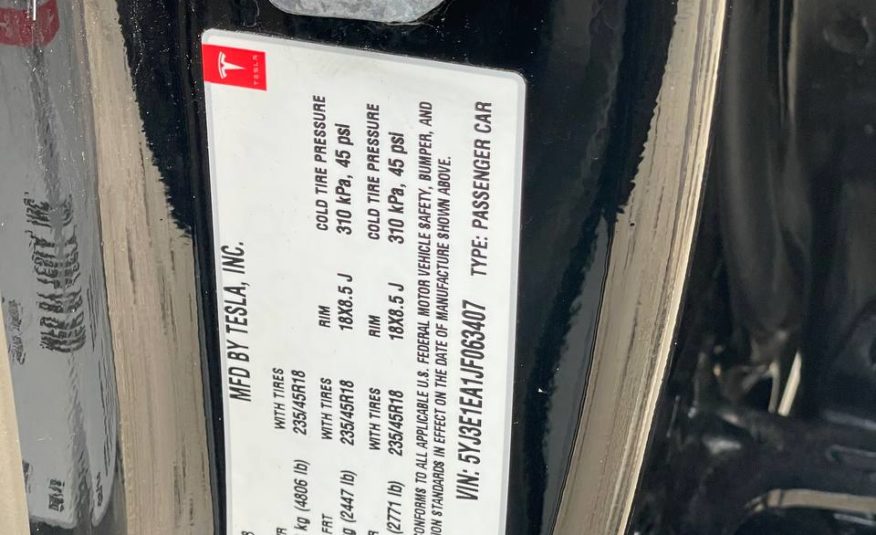 TESLA
MFD BY TESLA, INC.
WITH TIRES
kg (4806 lb) 235/45R18
FRT WITH TIRES RIM COLD TIRE PRESSURE
(2447 lb) 235/45R18 18X8.5 J 310 kPa, 45 psi
WITH TIRES RIM COLD TIRE PRESSURE
(2771 lb) 235/45R18 18X8.5 J 310 kPa, 45 psi
CONFORMS TO ALL APPLICABLE U.S. FEDERAL MOTOR VEHICLE SAFETY, BUMPER, AND
STANDARDS IN EFFECT ON THE DATE OF MANUFACTURE SHOWN ABOVE.
VIN: 5YJ3E1EA1JF063407 TYPE: PASSENGER CAR